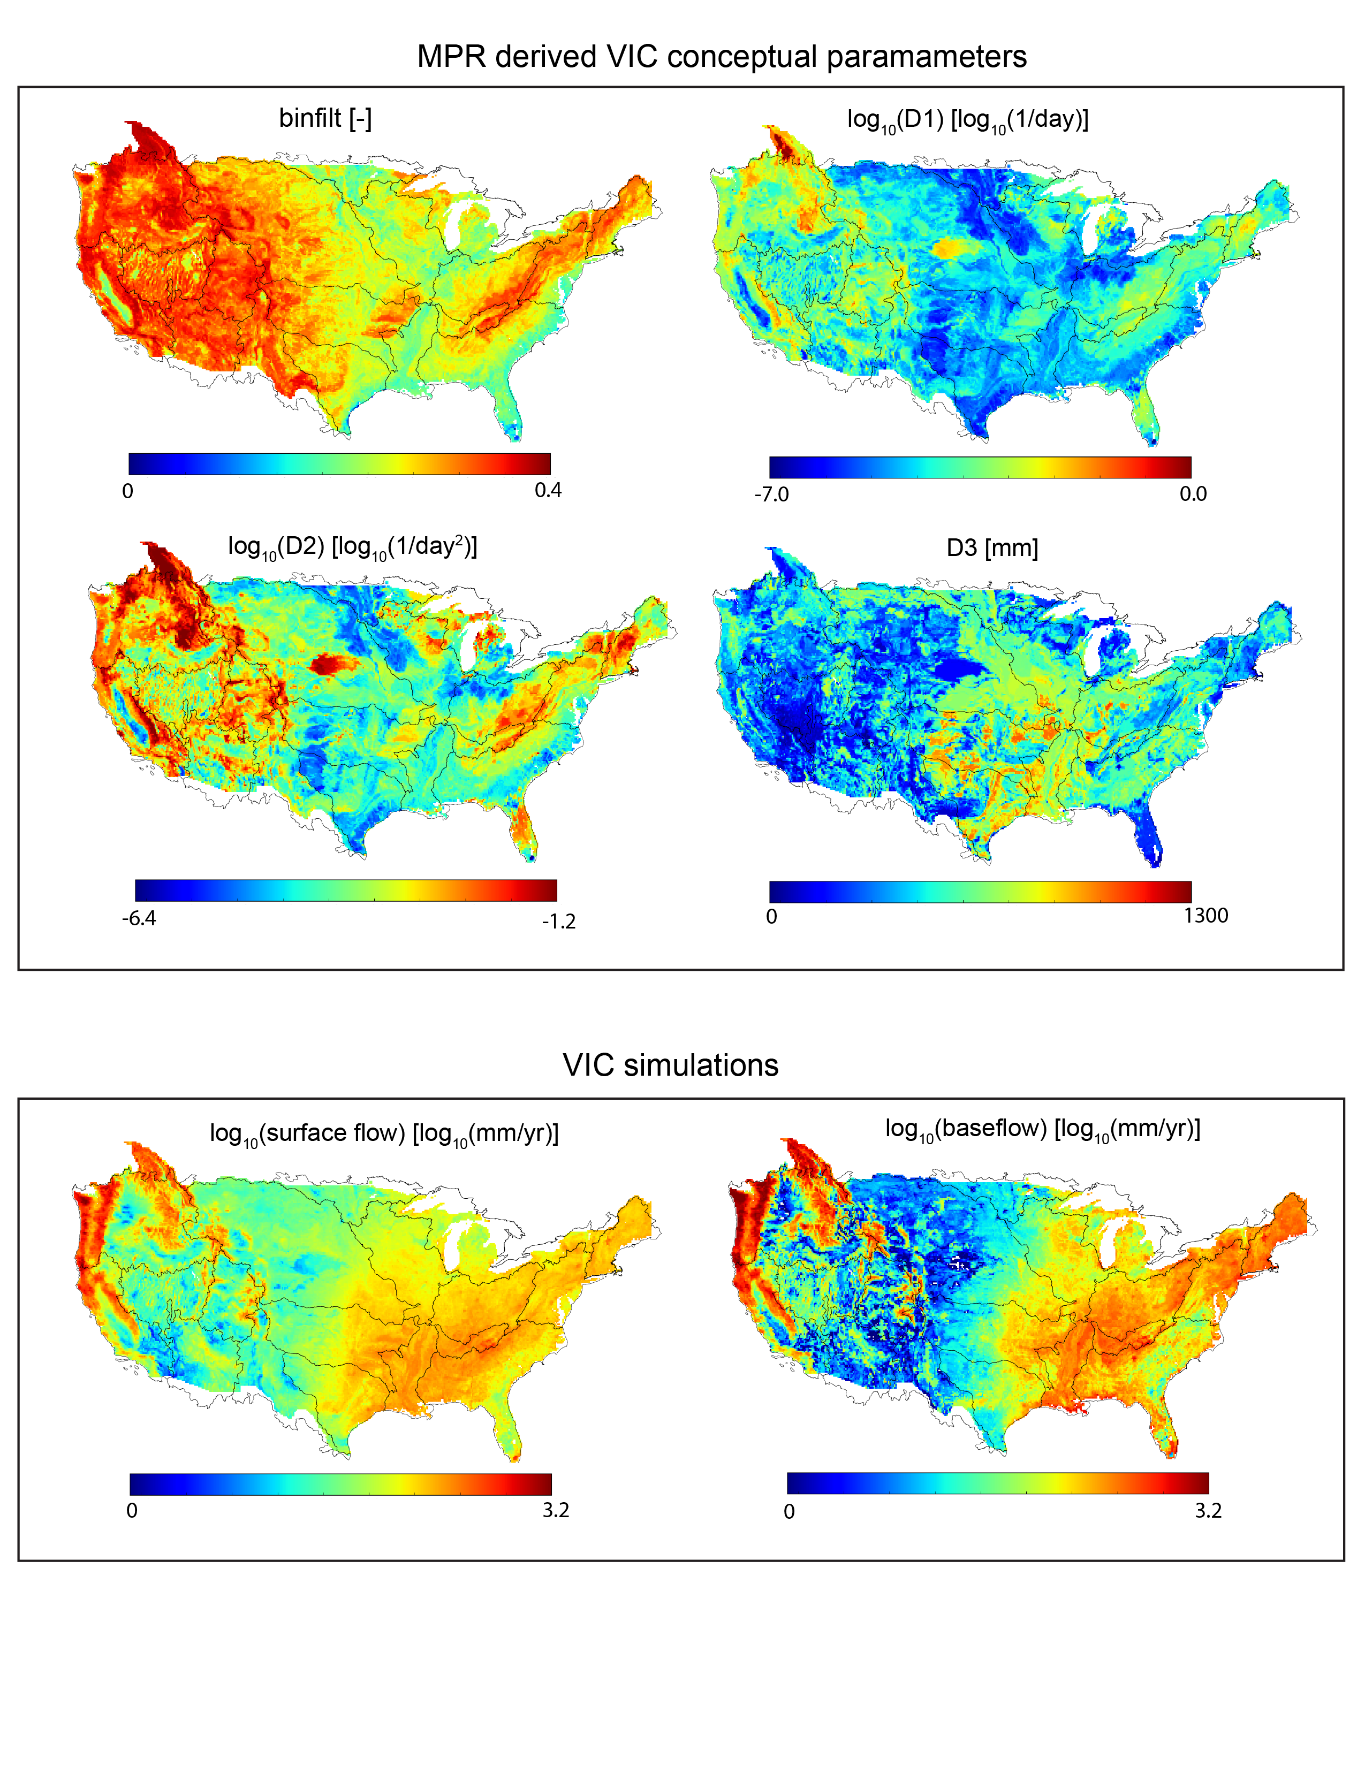 MPR derived VIC conceptual paramameters
binfilt [-]
log10(D1) [log10(1/day)]
0
0.4
-7.0
0.0
log10(D2) [log10(1/day2)]
D3 [mm]
-6.4
-1.2
0
1300
VIC simulations
log10(surface flow) [log10(mm/yr)]
log10(baseflow) [log10(mm/yr)]
0
3.2
0
3.2